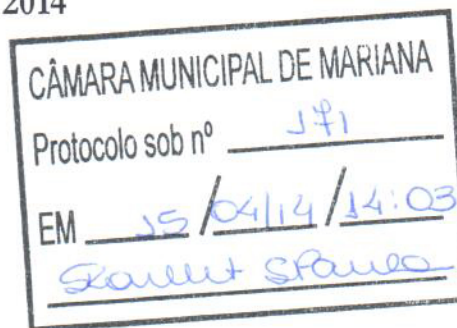 2014
CÂMARA MUNICIPAL DE MARIANA
Protocolo sob nº 171
EM 15/04/14/14:03